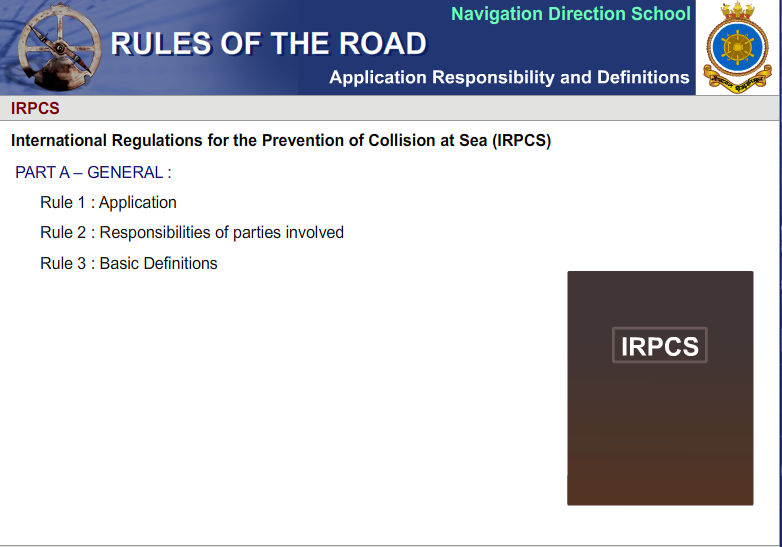 Navigation Direction School
RULES OF THE ROAD
Application Responsibility and Definitions
IRPCS
International Regulations for the Prevention of Collision at Sea (IRPCS)
PART A – GENERAL :
Rule 1 : Application
Rule 2 : Responsibilities of parties involved
Rule 3 : Basic Definitions
IRPCS